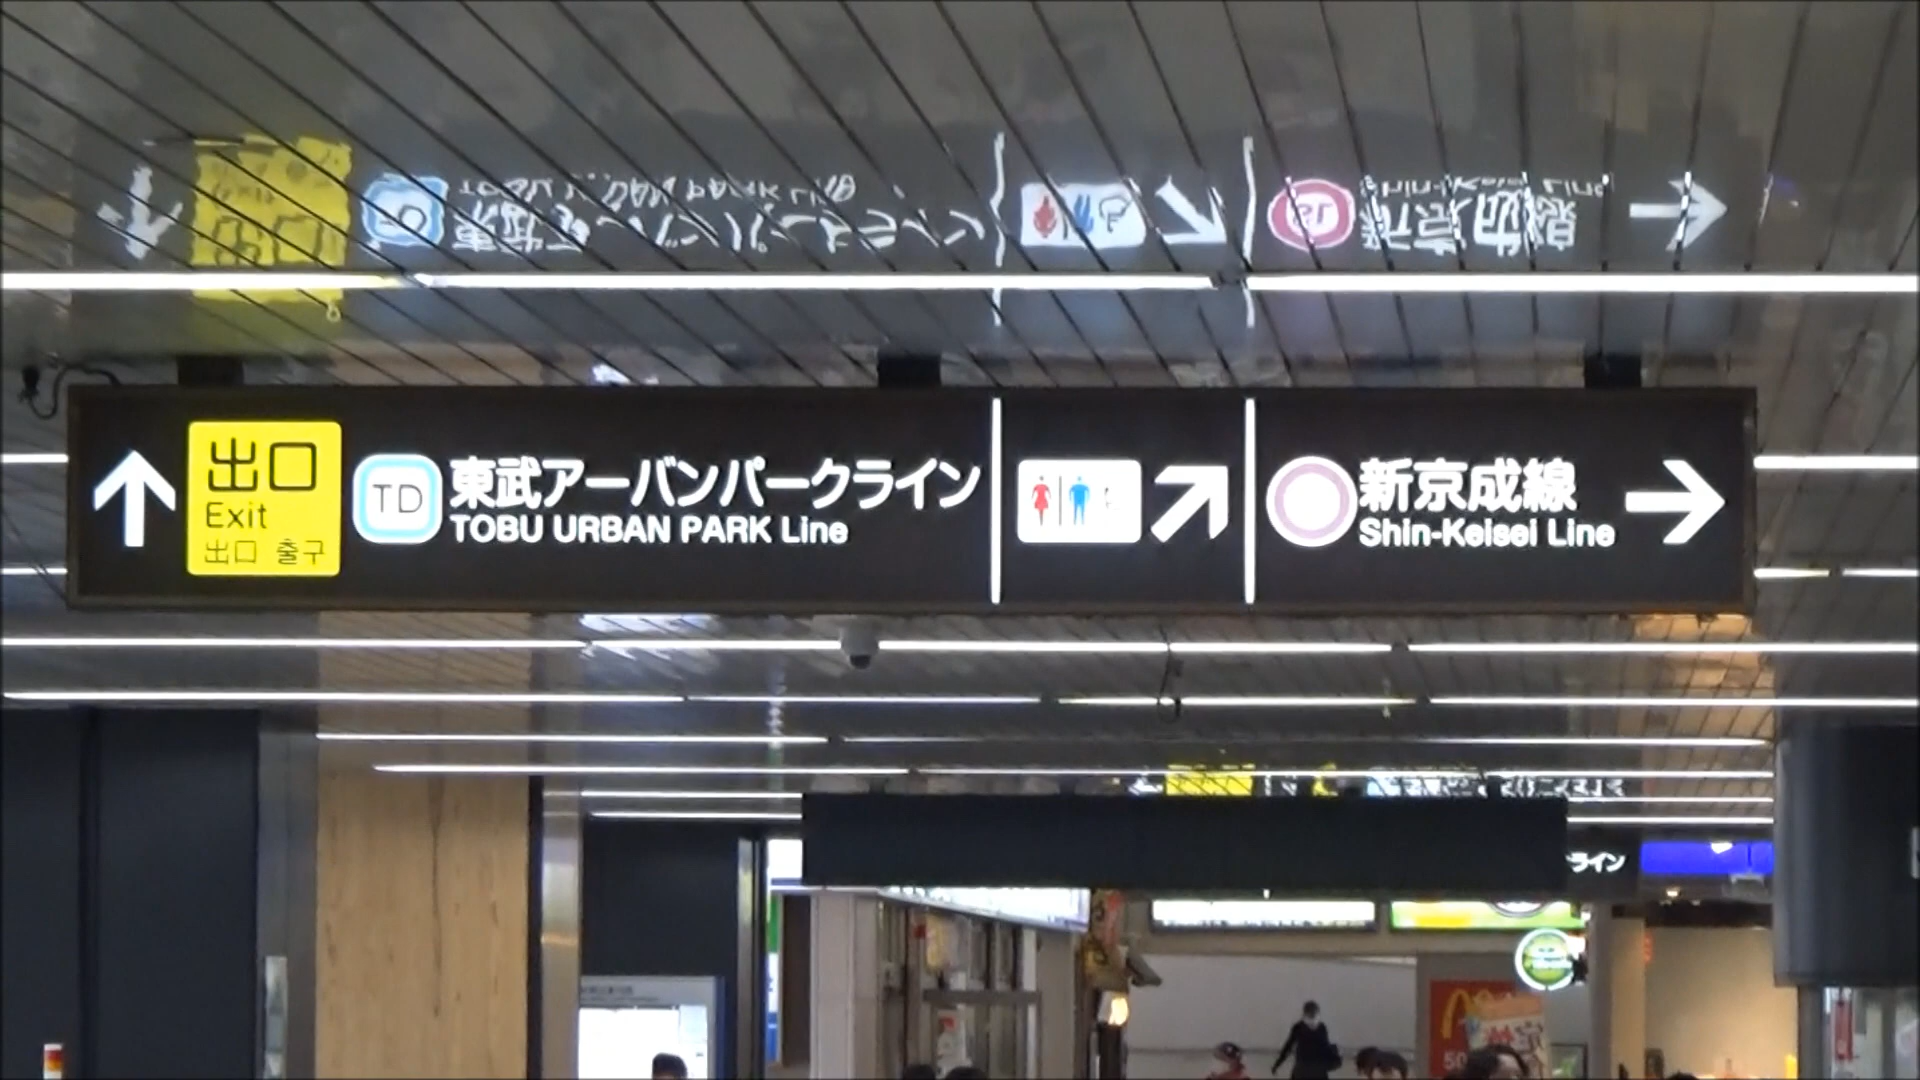 出口
Exit
出口 출구
TD
東武アーバンパークライン
TOBU URBAN PARK Line
新京成線
Shin-Keisei Line
ライン